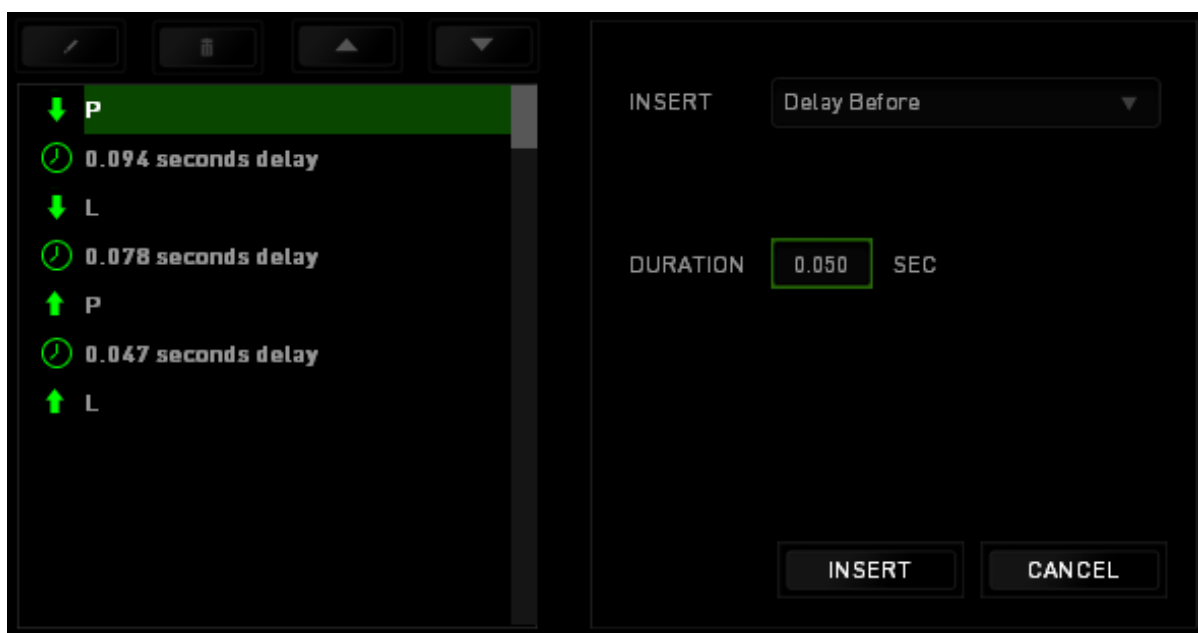 P
0.094 seconds delay
L
0.078 seconds delay
P
0.047 seconds delay
L
INSERT Delay Before
DURATION 0.050 SEC
INSERT CANCEL